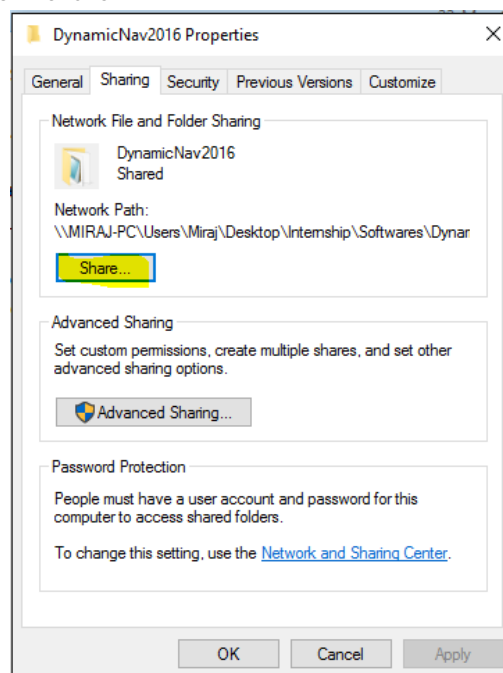 DynamicNav2016 Properties
General Sharing Security Previous Versions Customize
Network File and Folder Sharing
DynamicNav2016
Shared
Network Path:
\\MIRAJ-PC\Users\Miraj\Desktop\Internship\Softwares\Dynar
Share...
Advanced Sharing
Set custom permissions, create multiple shares, and set other
advanced sharing options.
Advanced Sharing...
Password Protection
People must have a user account and password for this
computer to access shared folders.
To change this setting, use the Network and Sharing Center.
OK Cancel Apply